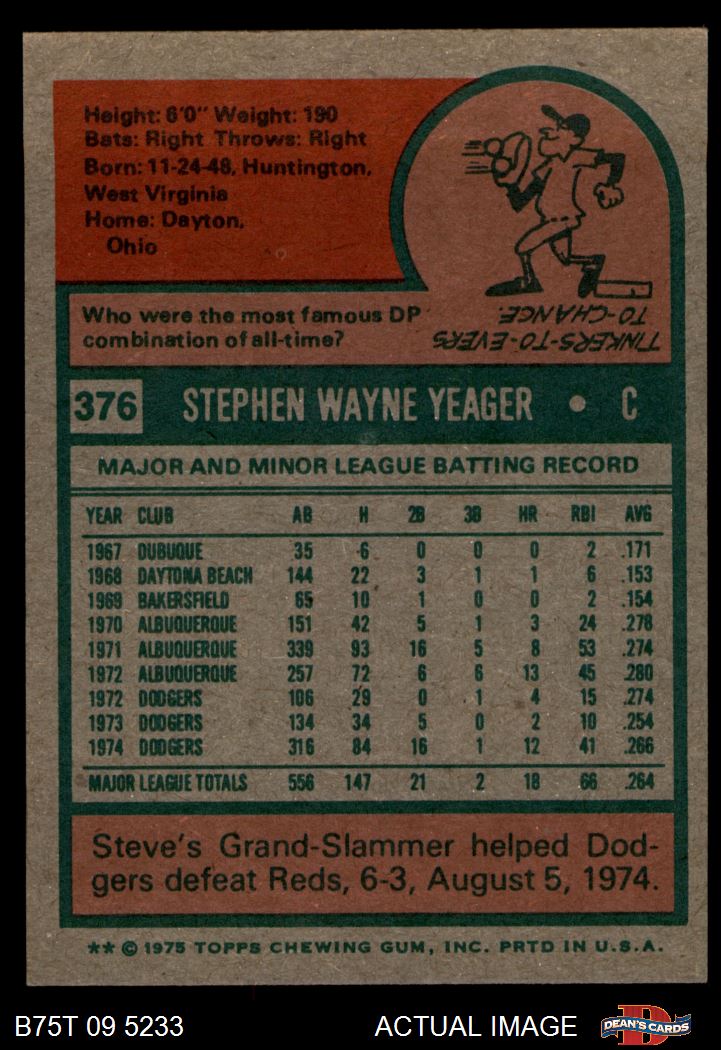 Height: 6'0" Weight: 190
Bats: Right Throws: Right
Born: 11-24-48, Huntington,
West Virginia
Home: Dayton,
Ohio
Who were the most famous DP
combination of all-time?
TINKERS-TO-EVERS
TO-CHANCE.
376 STEPHEN WAYNE YEAGER • C
MAJOR AND MINOR LEAGUE BATTING RECORD
YEAR CLUB AB H 2B 3B HR RBI AVG
1967 DUBUQUE 35 6 0 0 0 2 .171
1968 DAYTONA BEACH 144 22 3 1 1 6 .153
1969 BAKERSFIELD 65 10 1 0 0 2 .154
1970 ALBUQUERQUE 151 42 5 1 3 24 .278
1971 ALBUQUERQUE 339 93 16 5 8 53 .274
1972 ALBUQUERQUE 257 72 6 6 13 45 .280
1972 DODGERS 106 29 0 1 4 15 .274
1973 DODGERS 134 34 5 0 2 10 .254
1974 DODGERS 316 84 16 1 12 41 .266
MAJOR LEAGUE TOTALS 556 147 21 2 18 66 .264
Steve's Grand-Slammer helped Dod-
gers defeat Reds, 6-3, August 5, 1974.
** © 1975 TOPPS CHEWING GUM, INC. PRTD IN U.S.A.
B75T 09 5233 ACTUAL IMAGE D DEAN'S CARDS